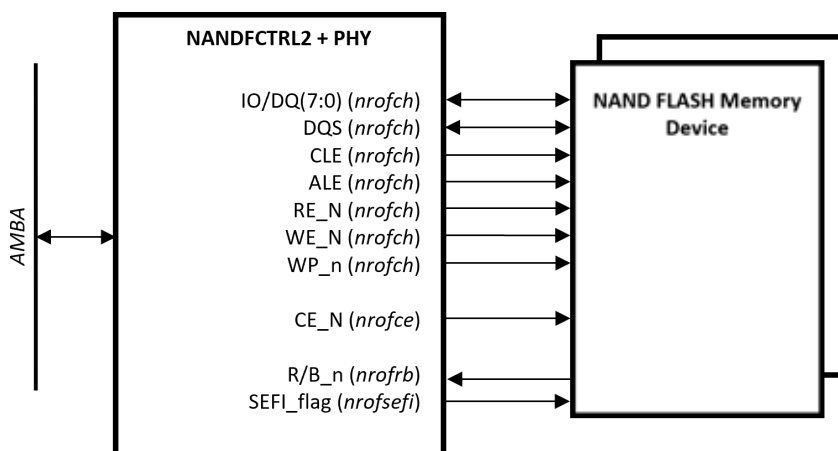 NANDFCTRL2 + PHY
IO/DQ(7:0) (nrofch)
DQS (nrofch)
CLE (nrofch)
ALE (nrofch)
RE_N (nrofch)
WE_N (nrofch)
WP_n (nrofch)
CE_N (nrofce)
R/B_n (nrofrb)
SEFI_flag (nrofsefi)
AMBA
NAND FLASH Memory
Device